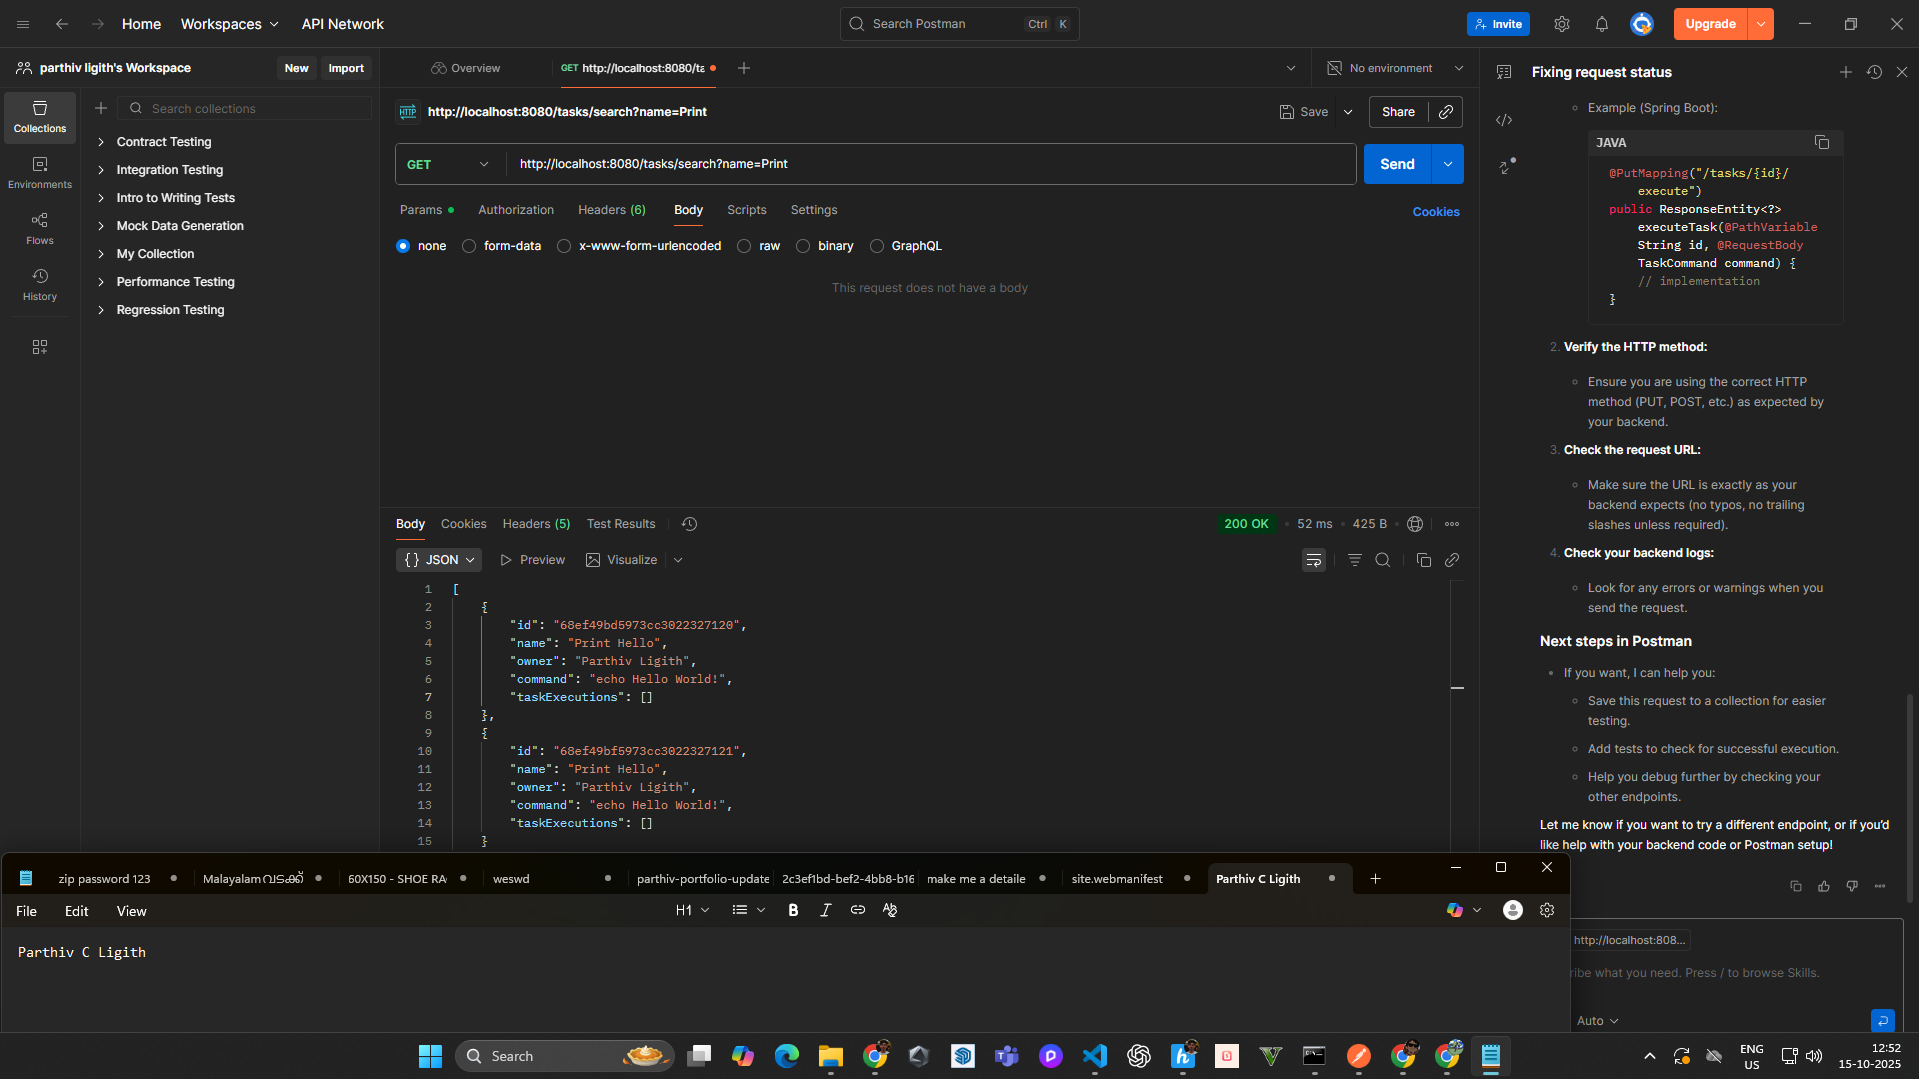 Home
Workspaces
API Network
Search Postman
Ctrl
K
Invite
Upgrade
parthiv ligith's Workspace
New
Import
Overview
GET http://localhost:8080/ta
No environment
Fixing request status
Collections
Environments
Flows
History
Search collections
Contract Testing
Integration Testing
Intro to Writing Tests
Mock Data Generation
My Collection
Performance Testing
Regression Testing
HTTP
http://localhost:8080/tasks/search?name=Print
Save
Share
GET
http://localhost:8080/tasks/search?name=Print
Send
Params
Authorization
Headers (6)
Body
Scripts
Settings
Cookies
none
form-data
x-www-form-urlencoded
raw
binary
GraphQL
This request does not have a body
Body
Cookies
Headers (5)
Test Results
200 OK
52 ms
425 B
{} JSON
Preview
Visualize
1 [
2 {
3 "id": "68ef49bd5973cc3022327120",
4 "name": "Print Hello",
5 "owner": "Parthiv Ligith",
6 "command": "echo Hello World!",
7 "taskExecutions": []
8 },
9 {
10 "id": "68ef49bf5973cc3022327121",
11 "name": "Print Hello",
12 "owner": "Parthiv Ligith",
13 "command": "echo Hello World!",
14 "taskExecutions": []
15 }
Example (Spring Boot):
JAVA
@PutMapping("/tasks/{id}/
execute")
public ResponseEntity<?>
executeTask(@PathVariable
String id, @RequestBody
TaskCommand command) {
// implementation
}
2. Verify the HTTP method:
Ensure you are using the correct HTTP
method (PUT, POST, etc.) as expected by
your backend.
3. Check the request URL:
Make sure the URL is exactly as your
backend expects (no typos, no trailing
slashes unless required).
4. Check your backend logs:
Look for any errors or warnings when you
send the request.
Next steps in Postman
If you want, I can help you:
Save this request to a collection for easier
testing.
Add tests to check for successful execution.
Help you debug further by checking your
other endpoints.
Let me know if you want to try a different endpoint, or if you'd
like help with your backend code or Postman setup!
http://localhost:808...
ribe what you need. Press / to browse Skills.
Auto
zip password 123
Malayalam വടക്ക്
60X150 - SHOE RA
weswd
parthiv-portfolio-update
2c3ef1bd-bef2-4bb8-b16
make me a detaile
site.webmanifest
Parthiv C Ligith
File
Edit
View
H1
B
I
Parthiv C Ligith
Search
ENG
US
12:52
15-10-2025